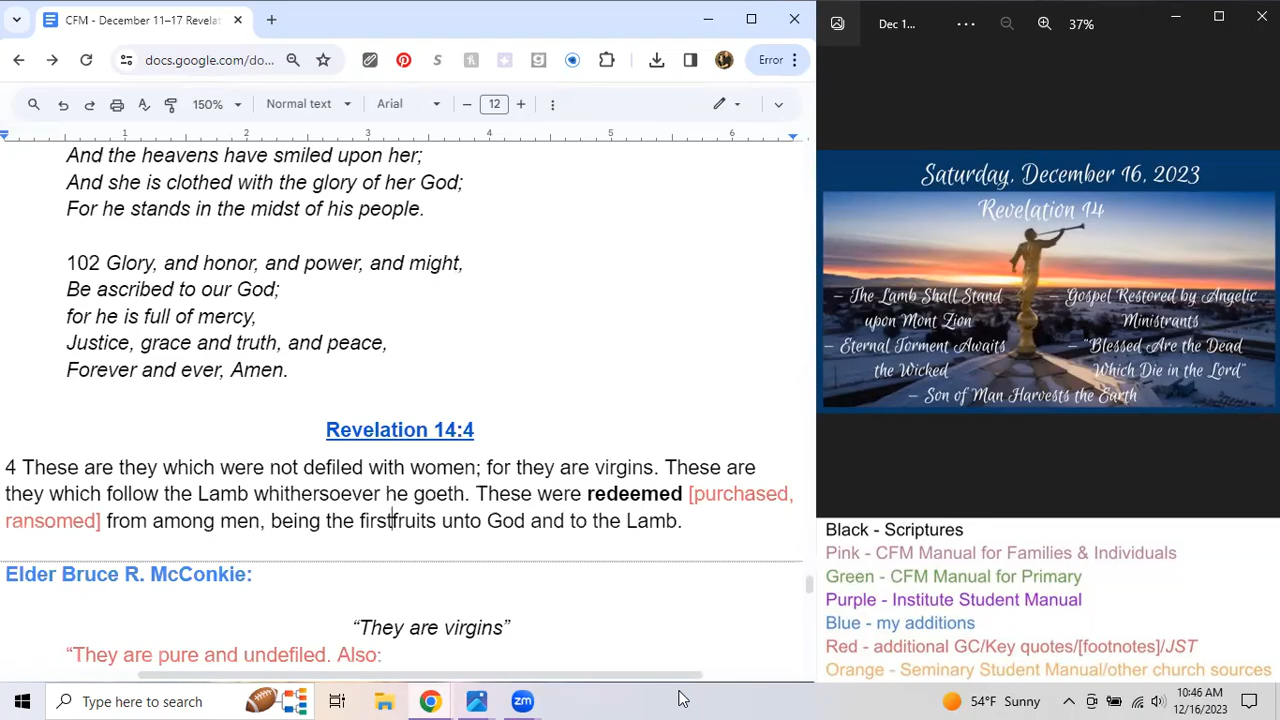 CFM - December 11–17 Revelat
docs.google.com/do...
Error
150%
Normal text
Arial
12
1 2 3 4 5 6
And the heavens have smiled upon her;
And she is clothed with the glory of her God;
For he stands in the midst of his people.
102 Glory, and honor, and power, and might,
Be ascribed to our God;
for he is full of mercy,
Justice, grace and truth, and peace,
Forever and ever, Amen.
Revelation 14:4
4 These are they which were not defiled with women; for they are virgins. These are
they which follow the Lamb whithersoever he goeth. These were redeemed [purchased,
ransomed] from among men, being the firstfruits unto God and to the Lamb.
Elder Bruce R. McConkie:
“They are virgins”
“They are pure and undefiled. Also:
Dec 1...
37%
Saturday, December 16, 2023
Revelation 14
– The Lamb Shall Stand
upon Mont Zion
– Eternal Torment Awaits
the Wicked
– Gospel Restored by Angelic
Ministrants
– "Blessed Are the Dead
Which Die in the Lord"
– Son of Man Harvests the Earth
Black - Scriptures
Pink - CFM Manual for Families & Individuals
Green - CFM Manual for Primary
Purple - Institute Student Manual
Blue - my additions
Red - additional GC/Key quotes/[footnotes]/JST
Orange - Seminary Student Manual/other church sources
Type here to search
zm
54°F Sunny
10:46 AM
12/16/2023